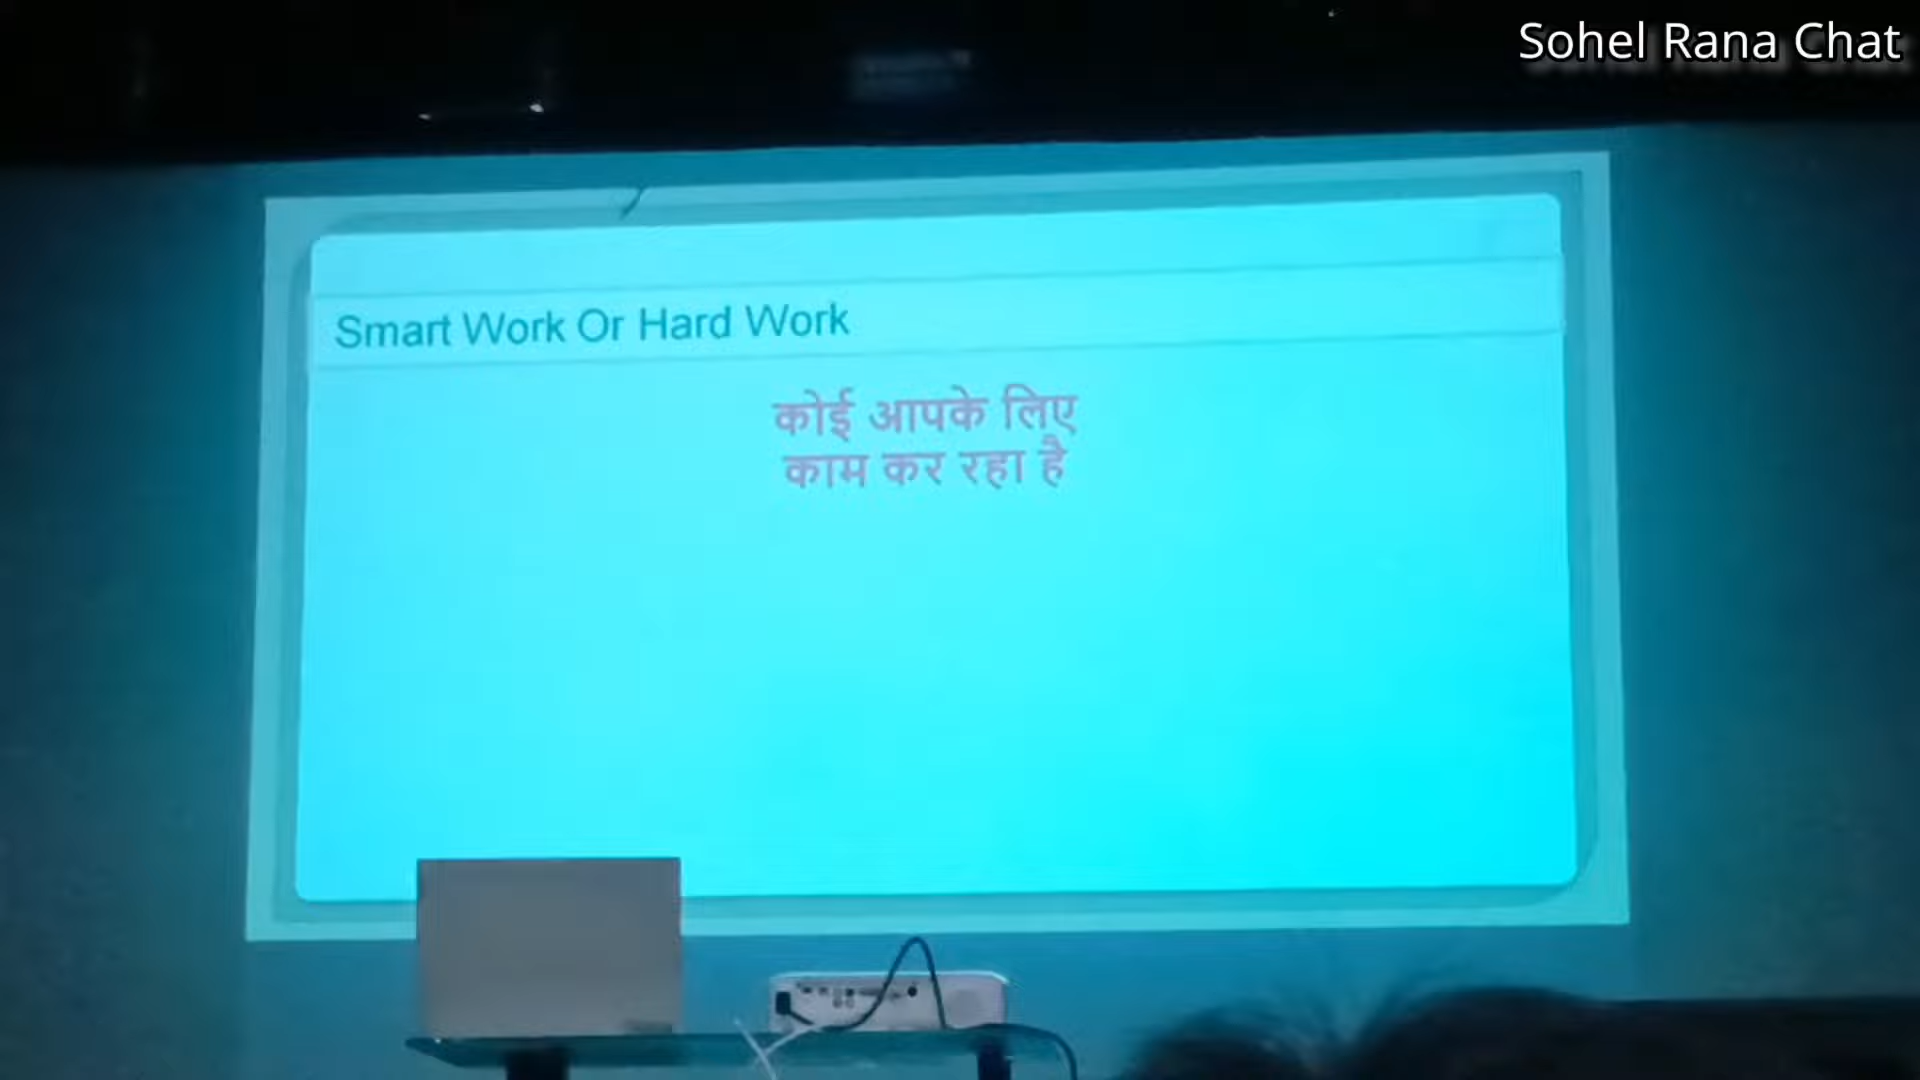 Sohel Rana Chat
Smart Work Or Hard Work
कोई आपके लिए
काम कर रहा है